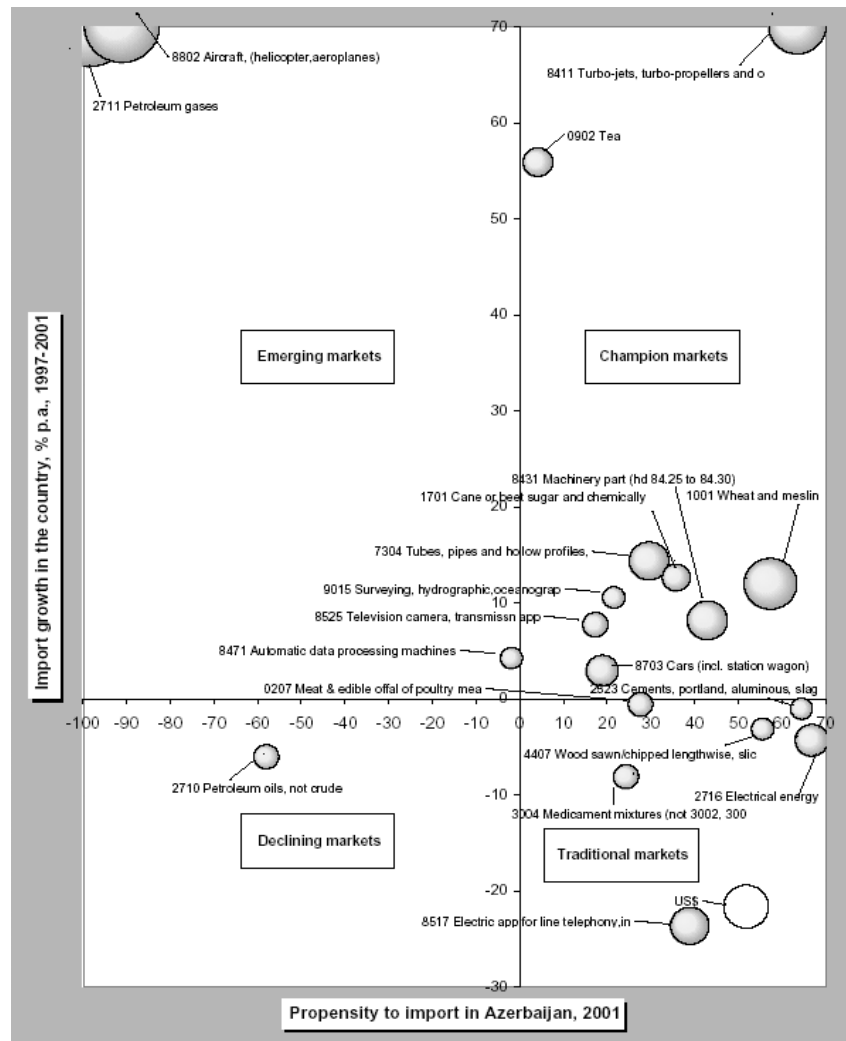 70
8802 Aircraft, (helicopter,aeroplanes)
8411 Turbo-jets, turbo-propellers and o
2711 Petroleum gases
60
0902 Tea
50
40
Emerging markets
Champion markets
30
8431 Machinery part (hd 84.25 to 84.30)
1701 Cane or beet sugar and chemically
1001 Wheat and meslin
20
7304 Tubes, pipes and hollow profiles,
9015 Surveying, hydrographic,oceanograp
10
8525 Television camera, transmissn app
8471 Automatic data processing machines
8703 Cars (incl. station wagon)
0207 Meat & edible offal of poultry mea
2523 Cements, portland, aluminous, slag
0
-100 -90 -80 -70 -60 -50 -40 -30 -20 -10 0 10 20 30 40 50 60 70
4407 Wood sawn/chipped lengthwise, slic
2710 Petroleum oils, not crude
2716 Electrical energy
-10
3004 Medicament mixtures (not 3002, 300
Declining markets
Traditional markets
-20
US$
8517 Electric app for line telephony,in
-30
Import growth in the country, % p.a., 1997-2001
Propensity to import in Azerbaijan, 2001